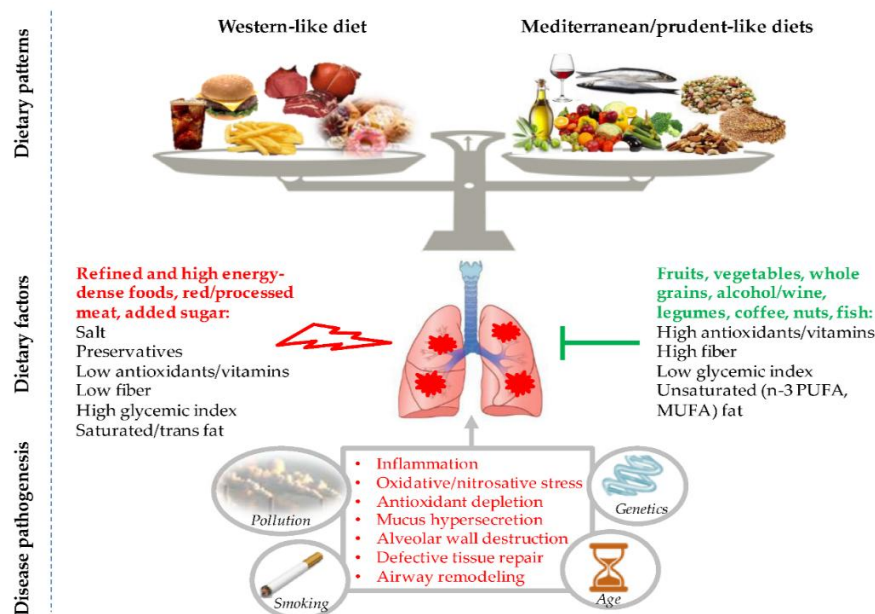 Western-like diet
Mediterranean/prudent-like diets
Dietary patterns
Dietary factors
Refined and high energy-
dense foods, red/processed
meat, added sugar:
Salt
Preservatives
Low antioxidants/vitamins
Low fiber
High glycemic index
Saturated/trans fat
Fruits, vegetables, whole
grains, alcohol/wine,
legumes, coffee, nuts, fish:
High antioxidants/vitamins
High fiber
Low glycemic index
Unsaturated (n-3 PUFA,
MUFA) fat
Disease pathogenesis
Pollution
Smoking
• Inflammation
• Oxidative/nitrosative stress
• Antioxidant depletion
• Mucus hypersecretion
• Alveolar wall destruction
• Defective tissue repair
• Airway remodeling
Genetics
Age